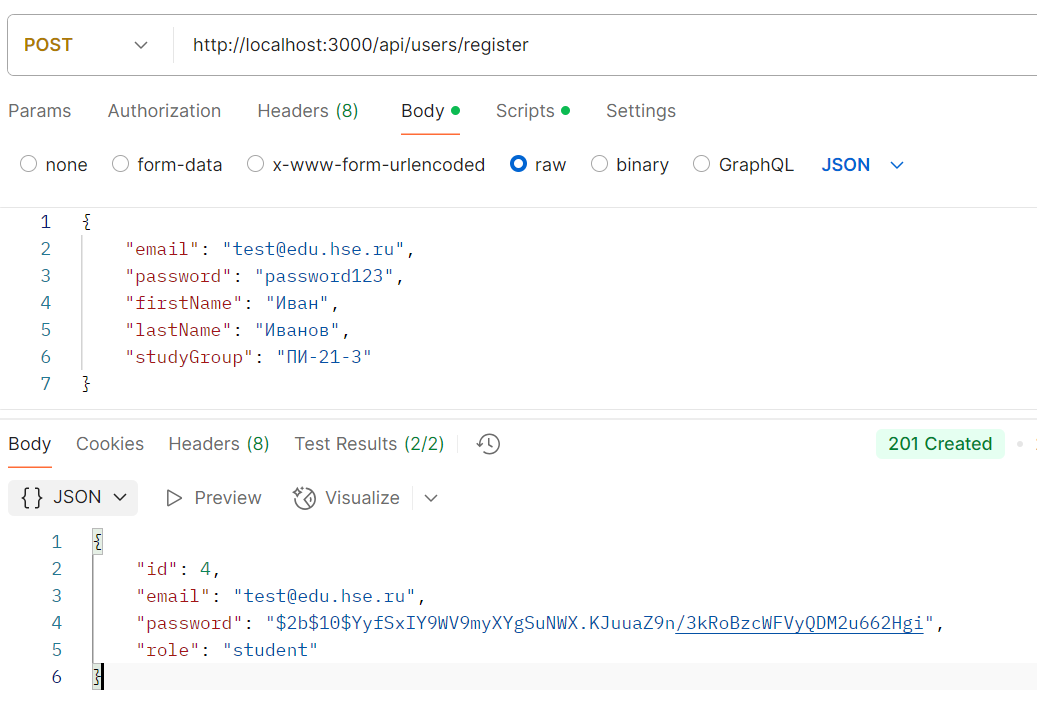 POST http://localhost:3000/api/users/register
Params Authorization Headers (8) Body Scripts Settings
none form-data x-www-form-urlencoded raw binary GraphQL JSON
1 {
2 "email": "test@edu.hse.ru",
3 "password": "password123",
4 "firstName": "Иван",
5 "lastName": "Иванов",
6 "studyGroup": "ПИ-21-3"
7 }
Body Cookies Headers (8) Test Results (2/2) 201 Created
{} JSON Preview Visualize
1 {
2 "id": 4,
3 "email": "test@edu.hse.ru",
4 "password": "$2b$10$YyfSxIY9WV9myXYgSuNWX.KJuuaZ9n/3kRoBzcWFVyQDM2u662Hgi",
5 "role": "student"
6 }